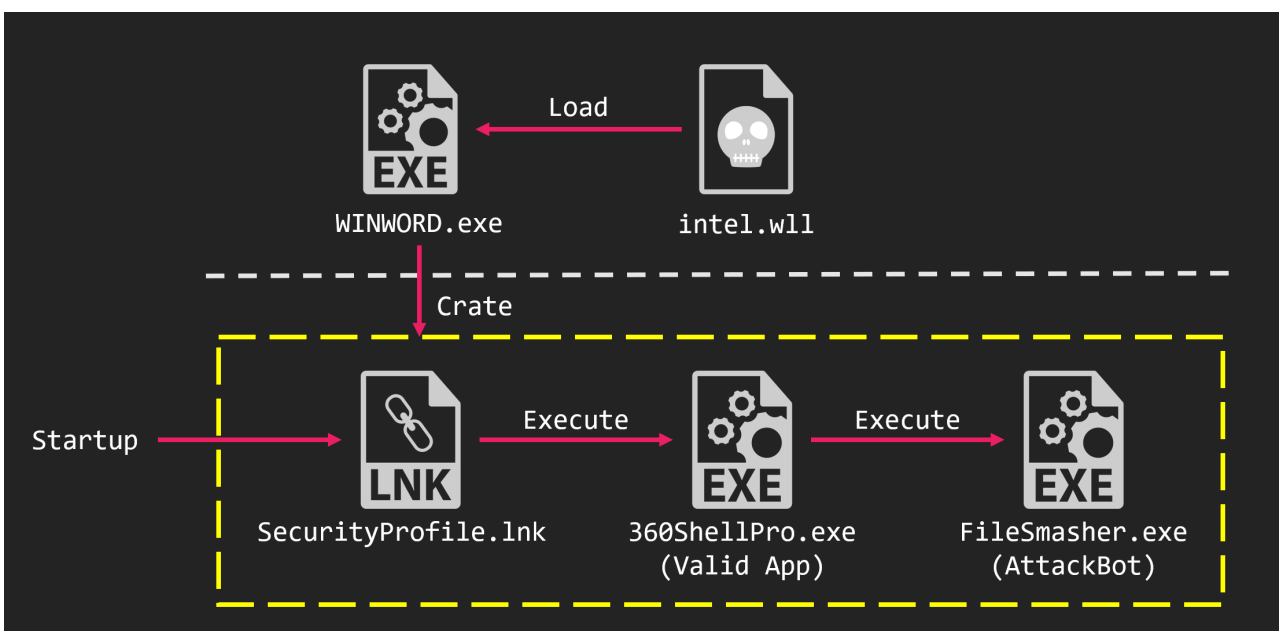 Load
EXE
WINWORD.exe
intel.wll
Crate
Startup
Execute
Execute
LNK
EXE
EXE
SecurityProfile.lnk
360ShellPro.exe
(Valid App)
FileSmasher.exe
(AttackBot)